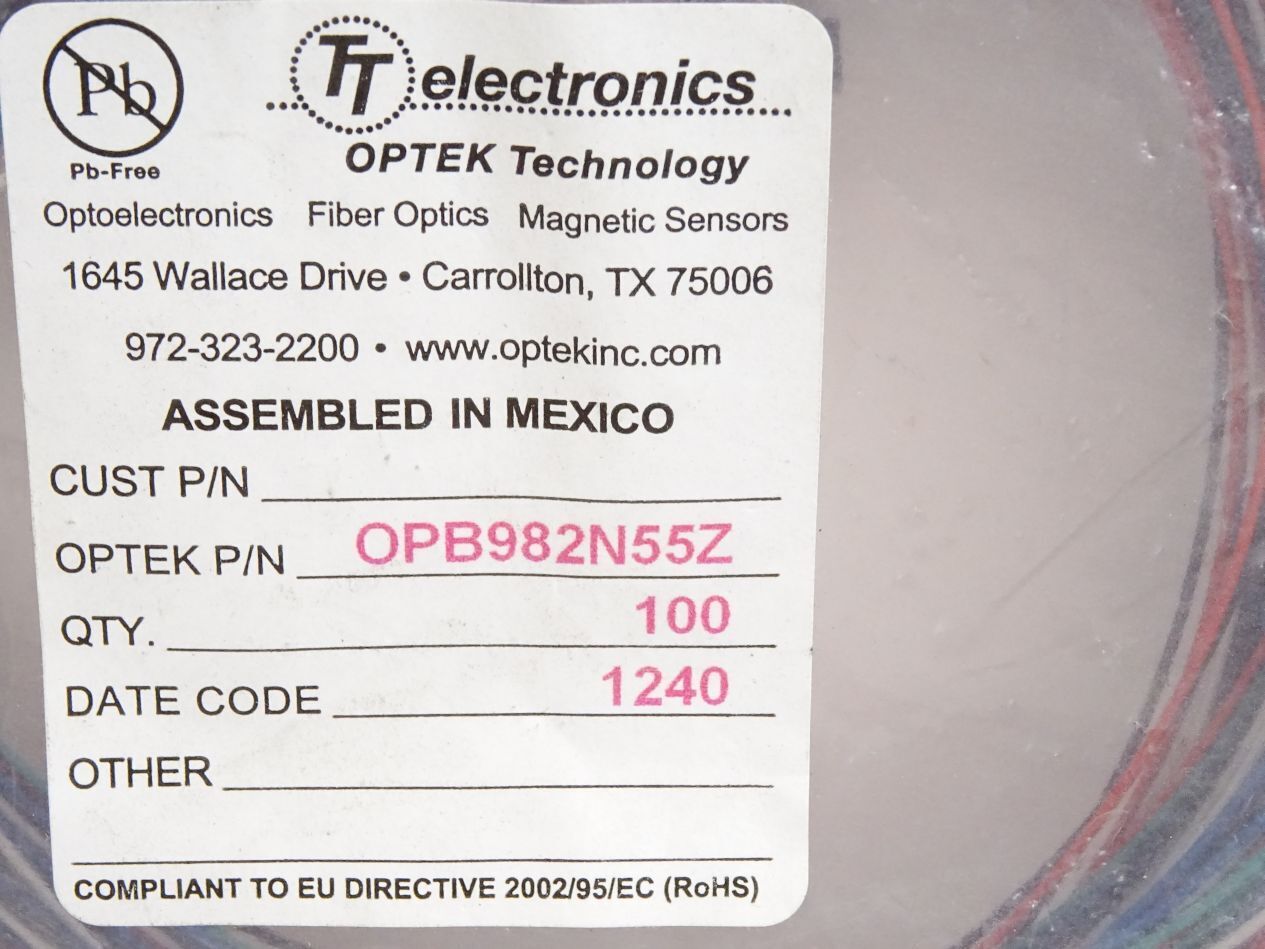 Pb
Pb-Free
TT electronics
OPTEK Technology
Optoelectronics Fiber Optics Magnetic Sensors
1645 Wallace Drive • Carrollton, TX 75006
972-323-2200 • www.optekinc.com
ASSEMBLED IN MEXICO
CUST P/N
OPTEK P/N OPB982N55Z
QTY. 100
DATE CODE 1240
OTHER
COMPLIANT TO EU DIRECTIVE 2002/95/EC (RoHS)